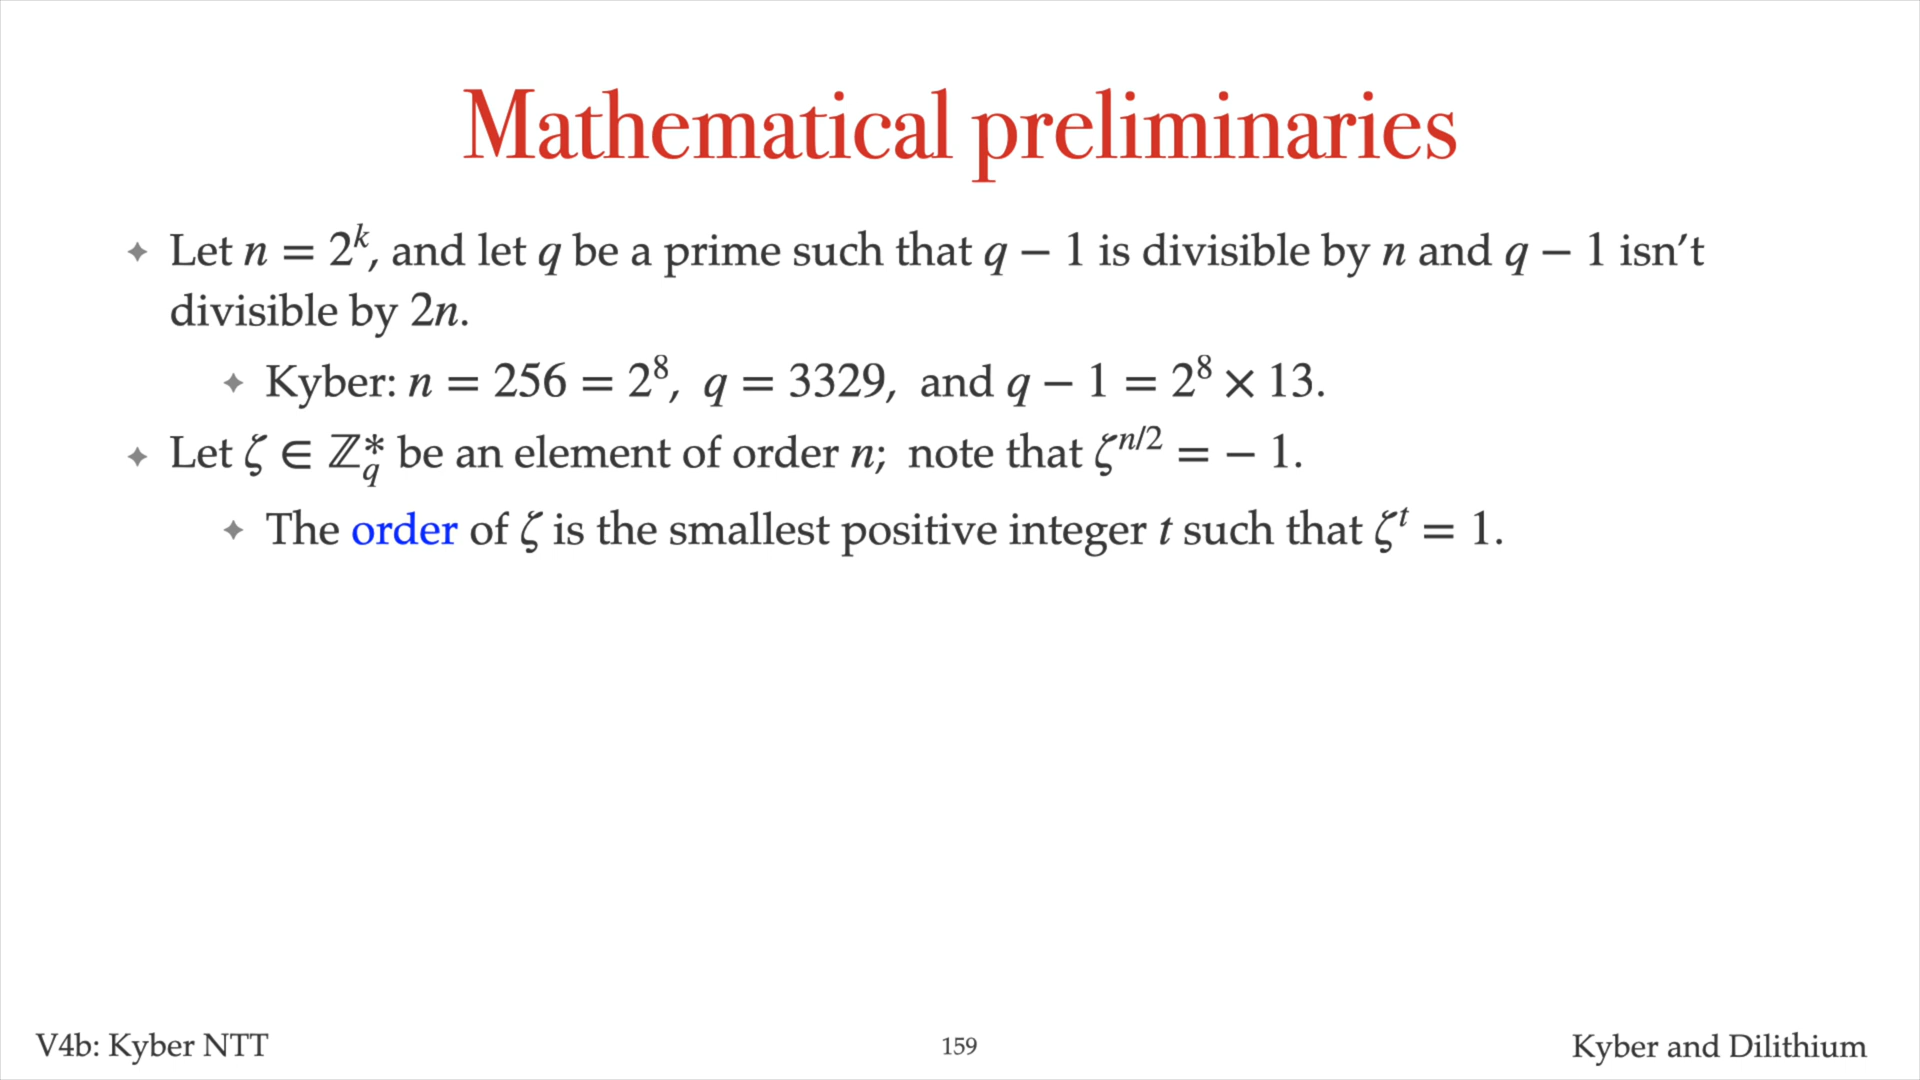 Mathematical preliminaries
✦ Let n = 2^k, and let q be a prime such that q − 1 is divisible by n and q − 1 isn't
divisible by 2n.
✦ Kyber: n = 256 = 2^8, q = 3329, and q − 1 = 2^8 × 13.
✦ Let ζ ∈ ℤ_q^* be an element of order n; note that ζ^{n/2} = − 1.
✦ The order of ζ is the smallest positive integer t such that ζ^t = 1.
V4b: Kyber NTT
159
Kyber and Dilithium